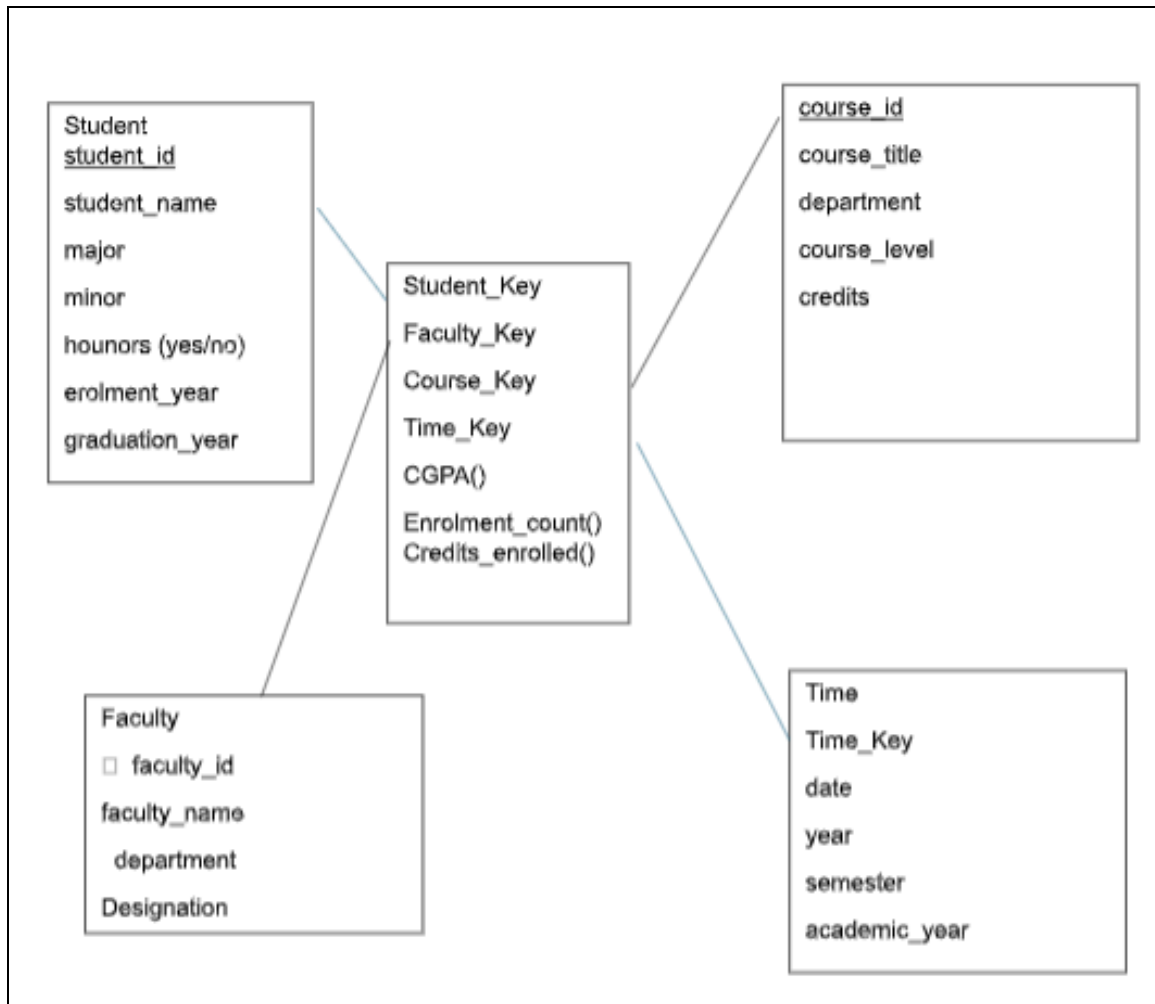 Student
student_id
student_name
major
minor
hounors (yes/no)
erolment_year
graduation_year
course_id
course_title
department
course_level
credits
Student_Key
Faculty_Key
Course_Key
Time_Key
CGPA()
Enrolment_count()
Credits_enrolled()
Faculty
□ faculty_id
faculty_name
department
Designation
Time
Time_Key
date
year
semester
academic_year